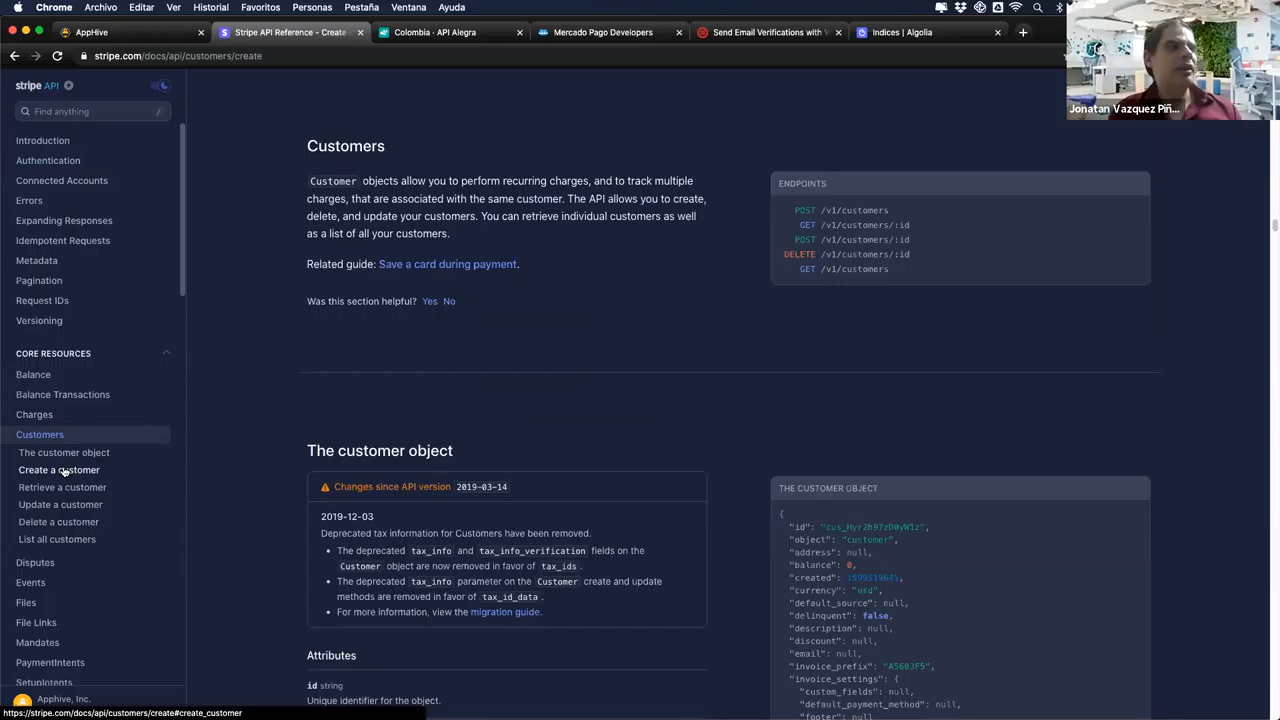 Chrome Archivo Editar Ver Historial Favoritos Personas Pestaña Ventana Ayuda
AppHive
Stripe API Reference - Create
Colombia · API Alegra
Mercado Pago Developers
Send Email Verifications with
Indices | Algolia
stripe.com/docs/api/customers/create
Jonatan Vazquez Piñ...
stripe API
Find anything /
Introduction
Authentication
Connected Accounts
Errors
Expanding Responses
Idempotent Requests
Metadata
Pagination
Request IDs
Versioning
CORE RESOURCES
Balance
Balance Transactions
Charges
Customers
The customer object
Create a customer
Retrieve a customer
Update a customer
Delete a customer
List all customers
Disputes
Events
Files
File Links
Mandates
PaymentIntents
SetupIntents
Apphive, Inc.
https://stripe.com/docs/api/customers/create#create_customer
Customers
Customer objects allow you to perform recurring charges, and to track multiple
charges, that are associated with the same customer. The API allows you to create,
delete, and update your customers. You can retrieve individual customers as well
as a list of all your customers.
Related guide: Save a card during payment.
Was this section helpful? Yes No
ENDPOINTS
POST /v1/customers
GET /v1/customers/:id
POST /v1/customers/:id
DELETE /v1/customers/:id
GET /v1/customers
The customer object
Changes since API version 2019-03-14
2019-12-03
Deprecated tax information for Customers have been removed.
• The deprecated tax_info and tax_info_verification fields on the
Customer object are now removed in favor of tax_ids .
• The deprecated tax_info parameter on the Customer create and update
methods are removed in favor of tax_id_data .
• For more information, view the migration guide.
Attributes
id string
Unique identifier for the object.
THE CUSTOMER OBJECT
{
"id": "cus_Hyr2h97zD0yW1z",
"object": "customer",
"address": null,
"balance": 0,
"created": 1599519645,
"currency": "usd",
"default_source": null,
"delinquent": false,
"description": null,
"discount": null,
"email": null,
"invoice_prefix": "A5603F5",
"invoice_settings": {
"custom_fields": null,
"default_payment_method": null,
"footer": null